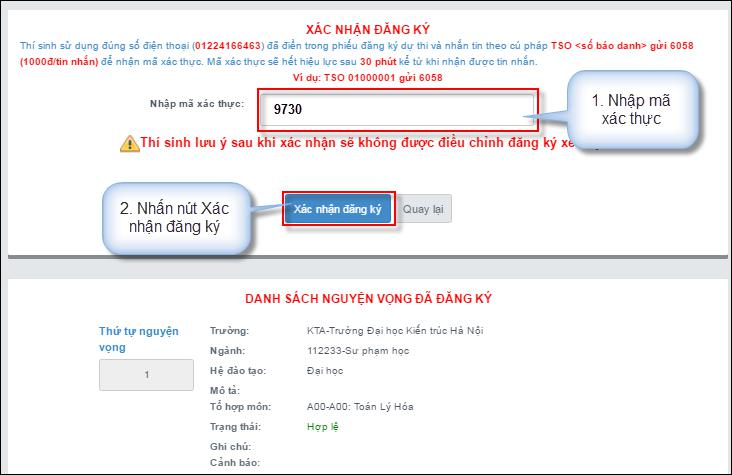 XÁC NHẬN ĐĂNG KÝ
Thí sinh sử dụng đúng số điện thoại (01224166463) đã điền trong phiếu đăng ký dự thi và nhắn tin theo cú pháp TSO <số báo danh> gửi 6058
(1000đ/tin nhắn) để nhận mã xác thực. Mã xác thực sẽ hết hiệu lực sau 30 phút kể từ khi nhận được tin nhắn.
Ví dụ: TSO 01000001 gửi 6058
Nhập mã xác thực:
9730
1. Nhập mã
xác thực
Thí sinh lưu ý sau khi xác nhận sẽ không được điều chỉnh đăng ký
2. Nhấn nút Xác
nhận đăng ký
Xác nhận đăng ký
Quay lại
DANH SÁCH NGUYỆN VỌNG ĐÃ ĐĂNG KÝ
Thứ tự nguyện
vọng
1
Trường: KTA-Trường Đại học Kiến trúc Hà Nội
Ngành: 112233-Sư phạm học
Hệ đào tạo: Đại học
Mô tả:
Tổ hợp môn: A00-A00: Toán Lý Hóa
Trạng thái: Hợp lệ
Ghi chú:
Cảnh báo: